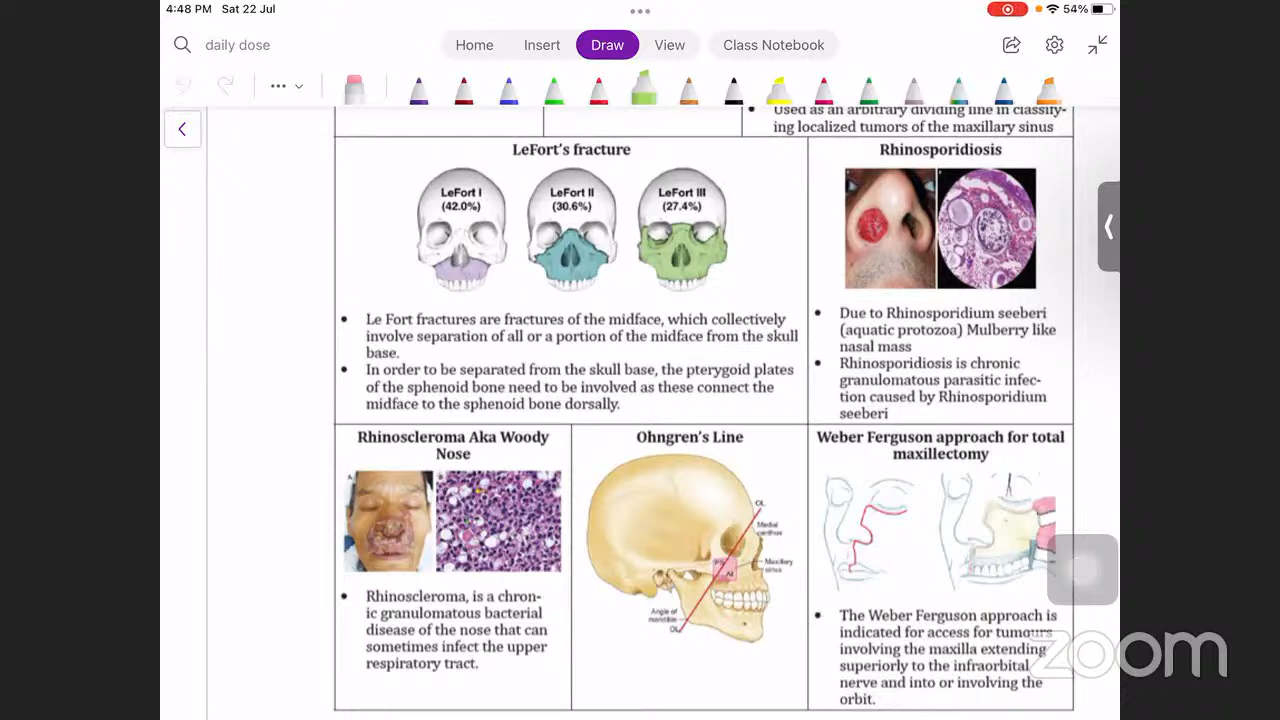 4:48 PM Sat 22 Jul
54%
daily dose
Home Insert Draw View Class Notebook
Used as an arbitrary dividing line in classify-
ing localized tumors of the maxillary sinus
LeFort's fracture
LeFort I
(42.0%)
LeFort II
(30.6%)
LeFort III
(27.4%)
• Le Fort fractures are fractures of the midface, which collectively
involve separation of all or a portion of the midface from the skull
base.
• In order to be separated from the skull base, the pterygoid plates
of the sphenoid bone need to be involved as these connect the
midface to the sphenoid bone dorsally.
Rhinosporidiosis
• Due to Rhinosporidium seeberi
(aquatic protozoa) Mulberry like
nasal mass
• Rhinosporidiosis is chronic
granulomatous parasitic infec-
tion caused by Rhinosporidium
seeberi
Rhinoscleroma Aka Woody
Nose
• Rhinoscleroma, is a chron-
ic granulomatous bacterial
disease of the nose that can
sometimes infect the upper
respiratory tract.
Ohngren's Line
OL
Medial
canthus
Maxillary
sinus
PS
AI
Angle of
mandible
OL
Weber Ferguson approach for total
maxillectomy
• The Weber Ferguson approach is
indicated for access for tumours
involving the maxilla extending
superiorly to the infraorbital
nerve and into or involving the
orbit.
zoom